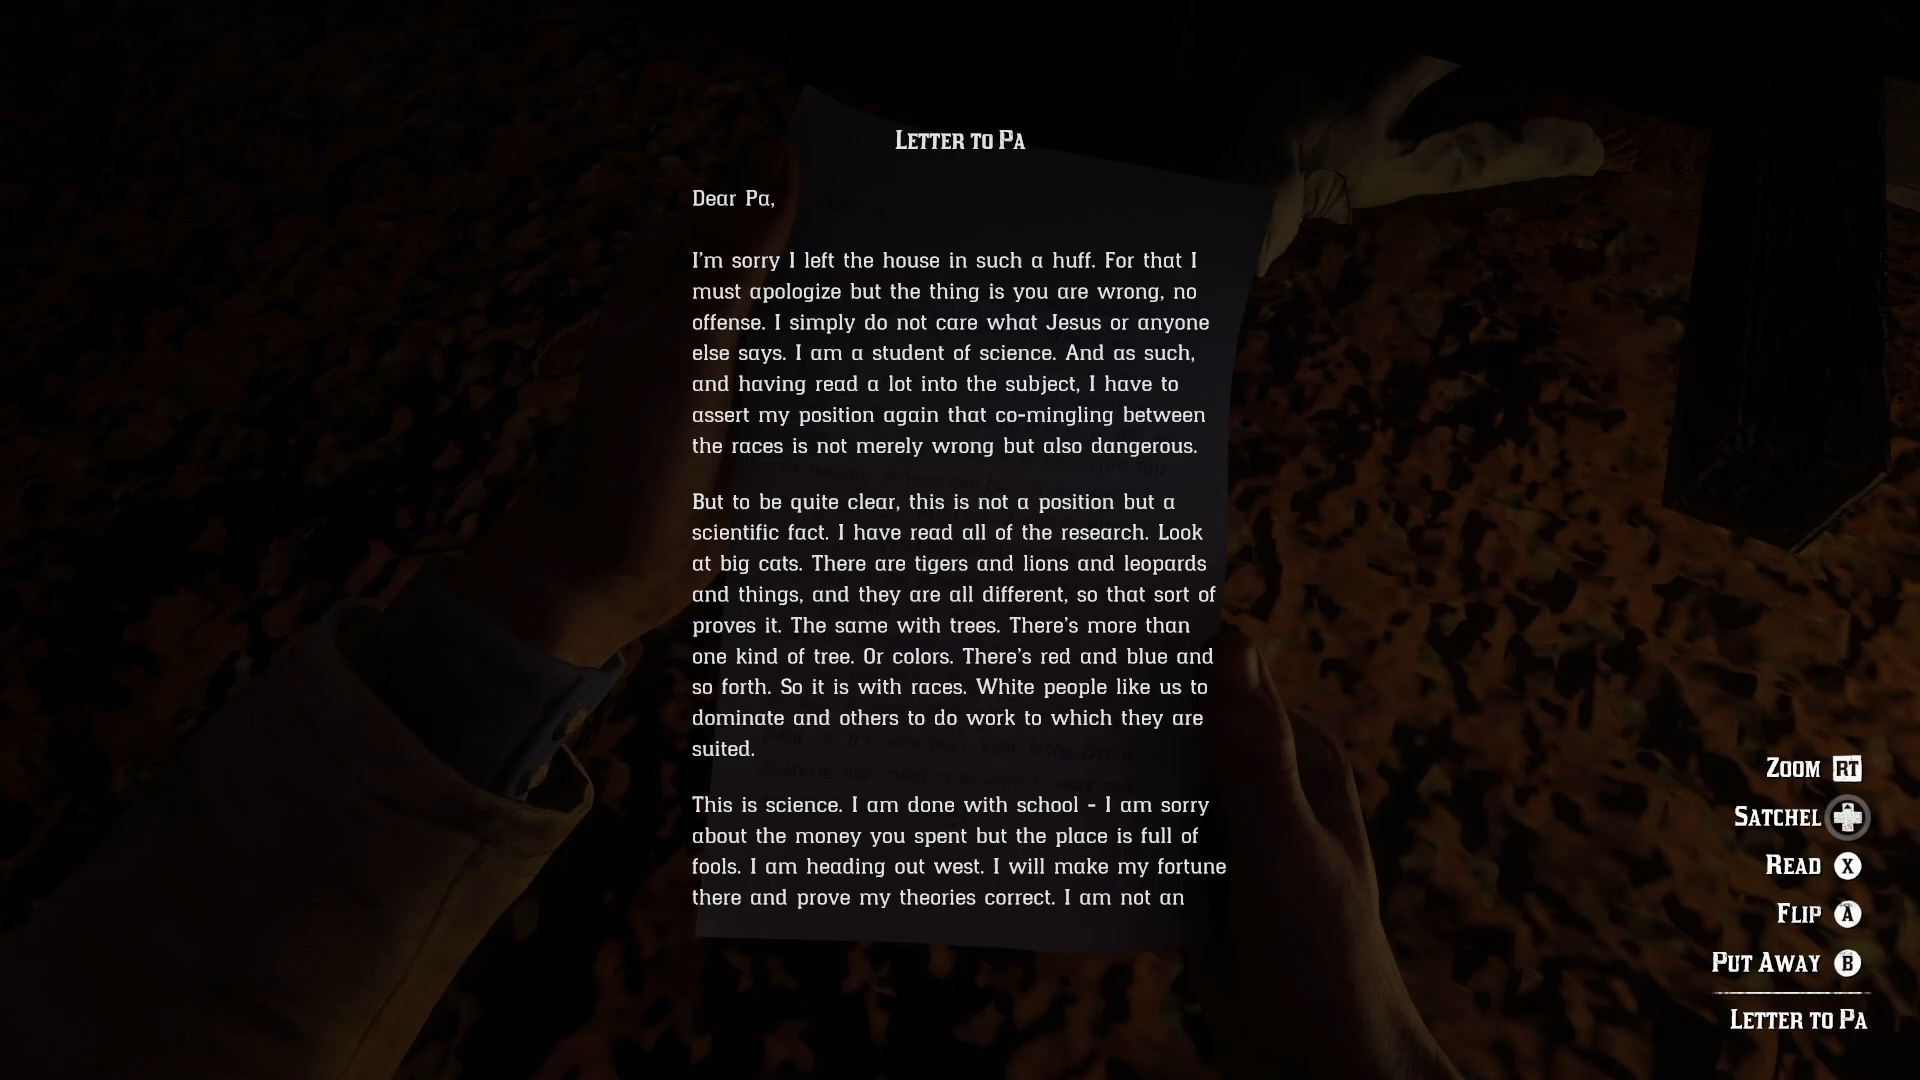 Letter to Pa
Dear Pa,
I'm sorry I left the house in such a huff. For that I
must apologize but the thing is you are wrong, no
offense. I simply do not care what Jesus or anyone
else says. I am a student of science. And as such,
and having read a lot into the subject, I have to
assert my position again that co-mingling between
the races is not merely wrong but also dangerous.
But to be quite clear, this is not a position but a
scientific fact. I have read all of the research. Look
at big cats. There are tigers and lions and leopards
and things, and they are all different, so that sort of
proves it. The same with trees. There's more than
one kind of tree. Or colors. There's red and blue and
so forth. So it is with races. White people like us to
dominate and others to do work to which they are
suited.
This is science. I am done with school - I am sorry
about the money you spent but the place is full of
fools. I am heading out west. I will make my fortune
there and prove my theories correct. I am not an
Zoom RT
Satchel
Read X
Flip A
Put Away B
Letter to Pa